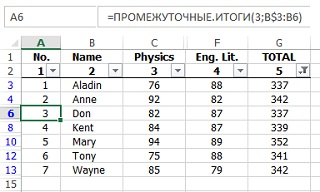 A6 =ПРОМЕЖУТОЧНЫЕ.ИТОГИ(3;B$3:B6)
A B C F G
1 No. Name Physics Eng. Lit. TOTAL
2 1 2 3 4 5
3 1 Aladin 76 88 337
4 2 Anne 92 82 342
6 3 Don 82 87 337
8 4 Kent 84 87 339
10 5 Mary 94 89 352
12 6 Tony 75 88 341
13 7 Wayne 85 79 342
15